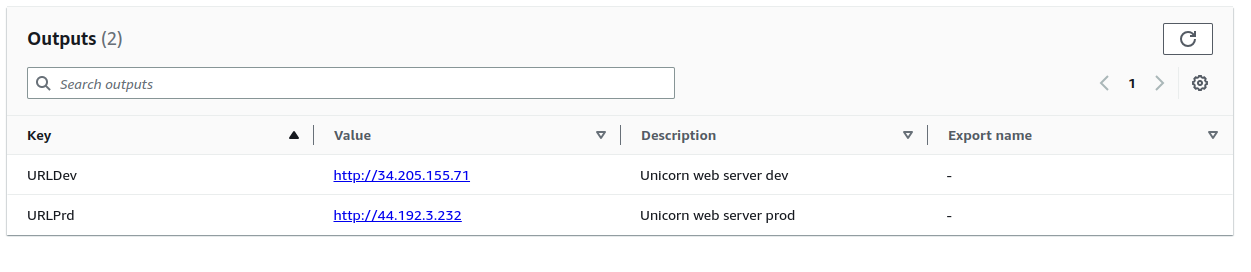 Outputs (2)
Search outputs
1
Key Value Description Export name
URLDev http://34.205.155.71 Unicorn web server dev -
URLPrd http://44.192.3.232 Unicorn web server prod -